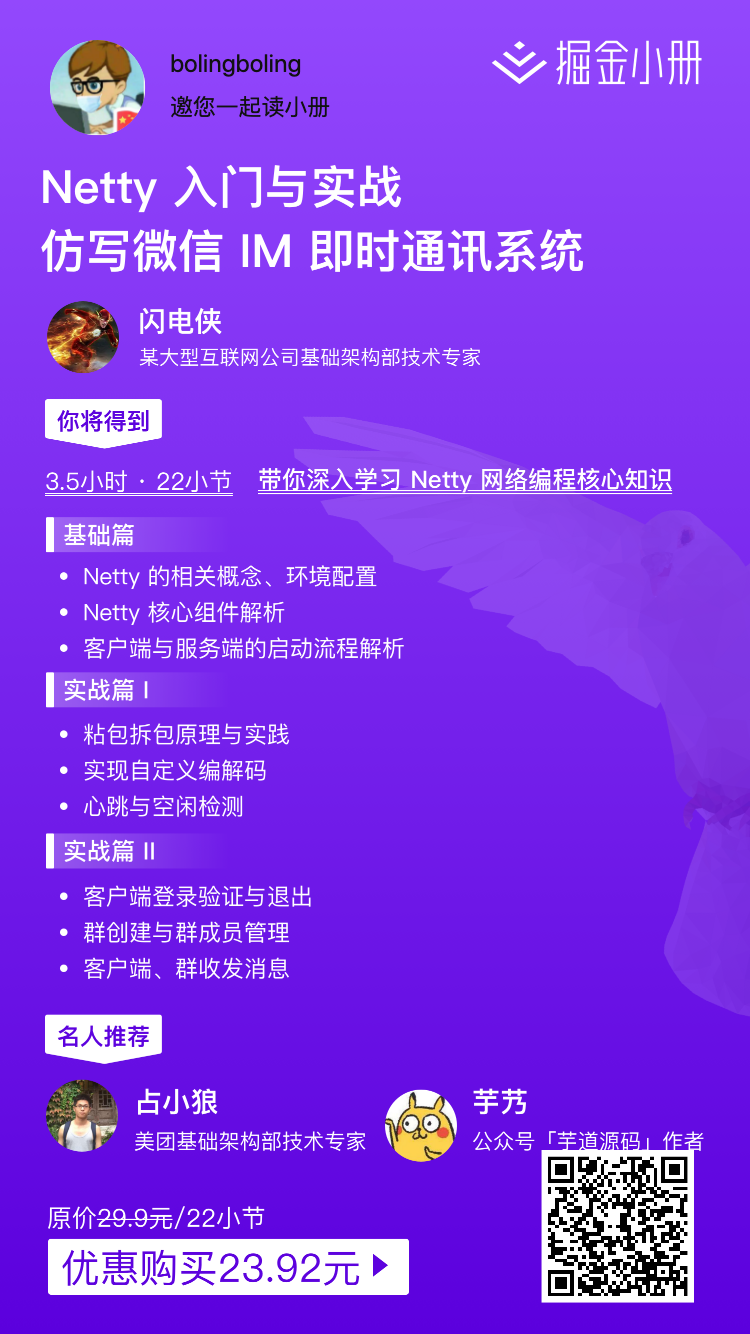 bolingboling
邀您一起读小册
掘金小册
Netty 入门与实战
仿写微信 IM 即时通讯系统
闪电侠
某大型互联网公司基础架构部技术专家
你将得到
3.5小时 · 22小节 带你深入学习 Netty 网络编程核心知识
基础篇
• Netty 的相关概念、环境配置
• Netty 核心组件解析
• 客户端与服务端的启动流程解析
实战篇 I
• 粘包拆包原理与实践
• 实现自定义编解码
• 心跳与空闲检测
实战篇 II
• 客户端登录验证与退出
• 群创建与群成员管理
• 客户端、群收发消息
名人推荐
占小狼
美团基础架构部技术专家
芋艿
公众号「芋道源码」作者
原价29.9元/22小节
优惠购买23.92元